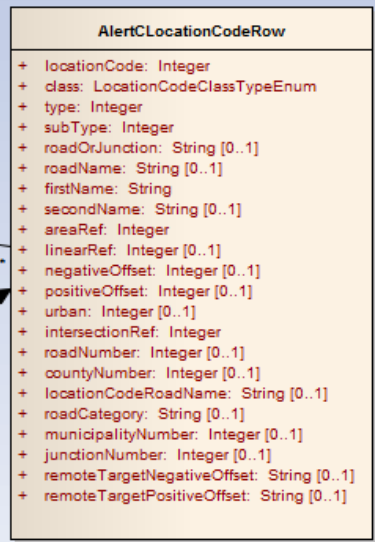 AlertCLocationCodeRow
+ locationCode: Integer
+ class: LocationCodeClassTypeEnum
+ type: Integer
+ subType: Integer
+ roadOrJunction: String [0..1]
+ roadName: String [0..1]
+ firstName: String
+ secondName: String [0..1]
+ areaRef: Integer
+ linearRef: Integer [0..1]
+ negativeOffset: Integer [0..1]
+ positiveOffset: Integer [0..1]
+ urban: Integer [0..1]
+ intersectionRef: Integer
+ roadNumber: Integer [0..1]
+ countyNumber: Integer [0..1]
+ locationCodeRoadName: String [0..1]
+ roadCategory: String [0..1]
+ municipalityNumber: Integer [0..1]
+ junctionNumber: Integer [0..1]
+ remoteTargetNegativeOffset: String [0..1]
+ remoteTargetPositiveOffset: String [0..1]